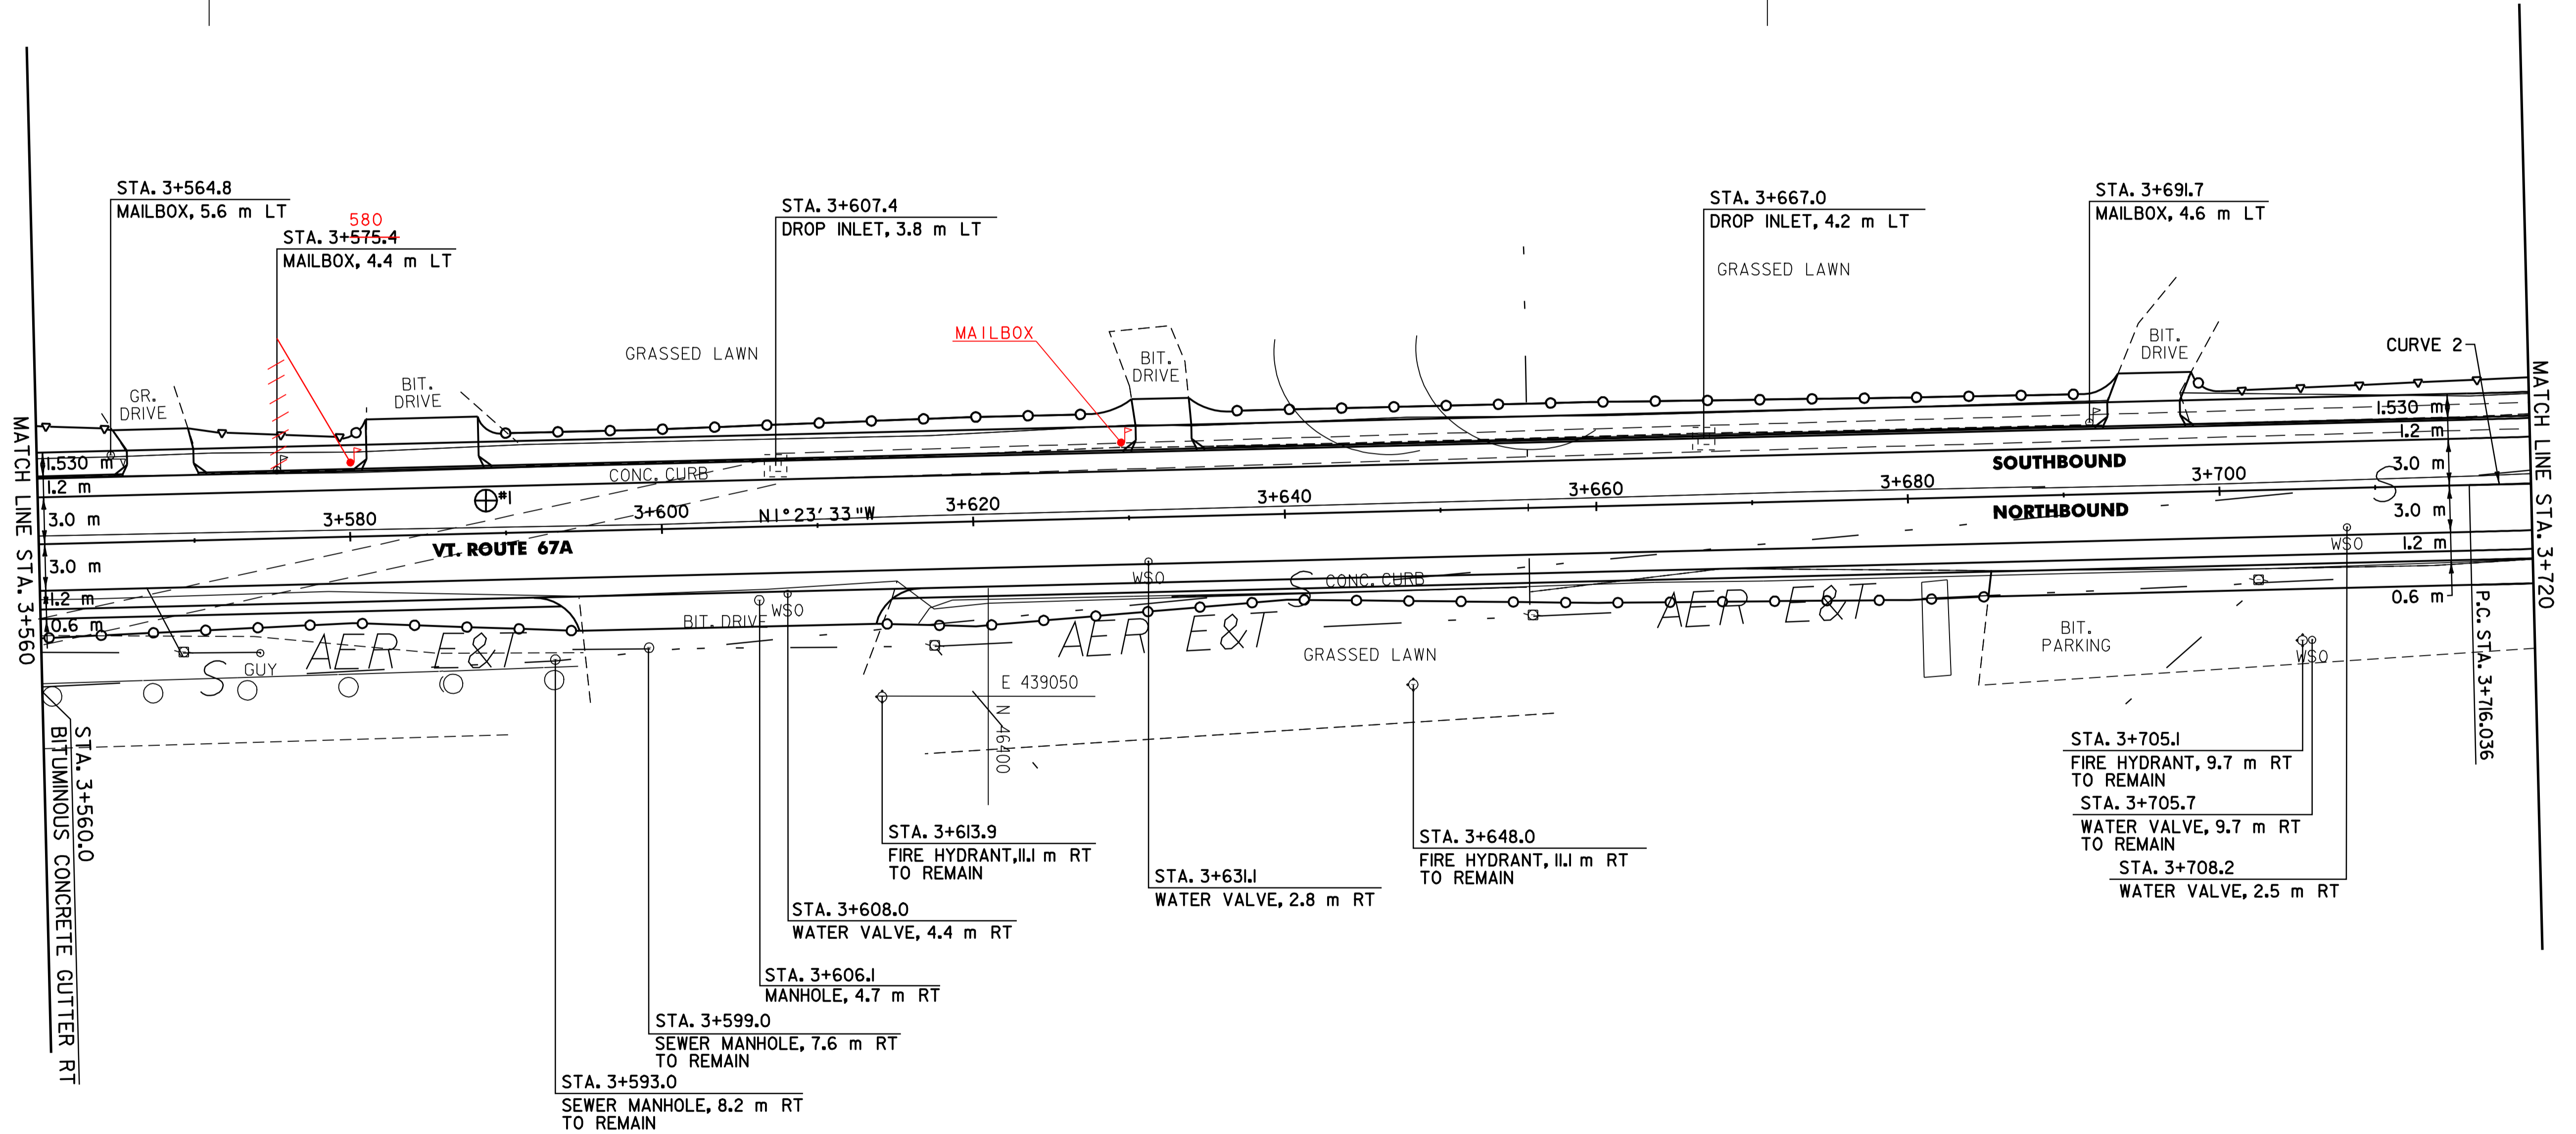 STA. 3+564.8
MAILBOX, 5.6 m LT
580
STA. 3+575.4
MAILBOX, 4.4 m LT
STA. 3+607.4
DROP INLET, 3.8 m LT
STA. 3+667.0
DROP INLET, 4.2 m LT
STA. 3+691.7
MAILBOX, 4.6 m LT
GRASSED LAWN
MAILBOX
GRASSED LAWN
CURVE 2
GR.
DRIVE
BIT.
DRIVE
BIT.
DRIVE
BIT.
DRIVE
MATCH LINE STA. 3+560
MATCH LINE STA. 3+720
1.530 m
1.2 m
3.0 m
3.0 m
1.2 m
0.6 m
1.530 m
1.2 m
3.0 m
3.0 m
1.2 m
0.6 m
CONC. CURB
#1
SOUTHBOUND
NORTHBOUND
3+580
3+600
N1°23'33"W
3+620
3+640
3+660
3+680
3+700
S
VT. ROUTE 67A
WSO
WSO
S
CONC. CURB
WSO
BIT. DRIVE
S
GUY
AER E&T
AER E&T
AER E&T
GRASSED LAWN
BIT.
PARKING
WSO
E 439050
N 46400
P.C. STA. 3+716.036
STA. 3+560.0
BITUMINOUS CONCRETE GUTTER RT
STA. 3+705.1
FIRE HYDRANT, 9.7 m RT
TO REMAIN
STA. 3+705.7
WATER VALVE, 9.7 m RT
TO REMAIN
STA. 3+708.2
WATER VALVE, 2.5 m RT
STA. 3+613.9
FIRE HYDRANT, 11.1 m RT
TO REMAIN
STA. 3+648.0
FIRE HYDRANT, 11.1 m RT
TO REMAIN
STA. 3+631.1
WATER VALVE, 2.8 m RT
STA. 3+608.0
WATER VALVE, 4.4 m RT
STA. 3+606.1
MANHOLE, 4.7 m RT
STA. 3+599.0
SEWER MANHOLE, 7.6 m RT
TO REMAIN
STA. 3+593.0
SEWER MANHOLE, 8.2 m RT
TO REMAIN